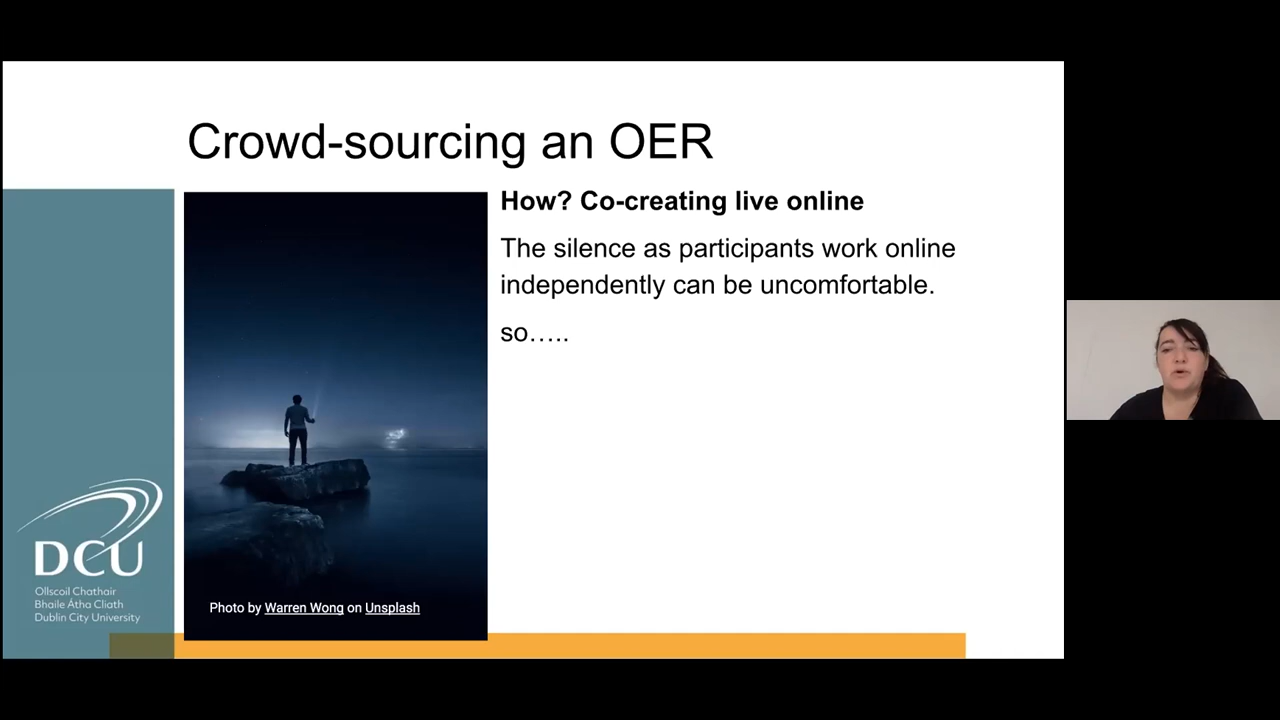 Crowd-sourcing an OER
How? Co-creating live online
The silence as participants work online
independently can be uncomfortable.
so…..
Photo by Warren Wong on Unsplash
DCU
Ollscoil Chathair
Bhaile Átha Cliath
Dublin City University